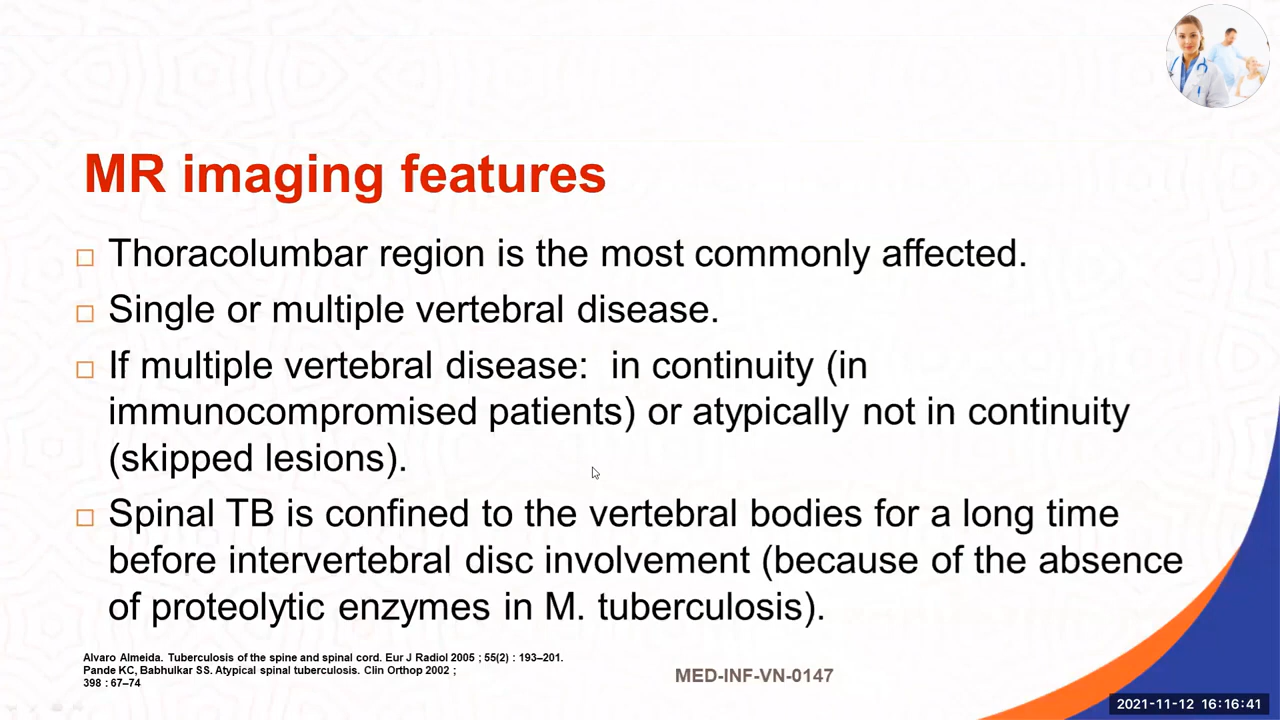 MR imaging features
Thoracolumbar region is the most commonly affected.
Single or multiple vertebral disease.
If multiple vertebral disease:  in continuity (in
immunocompromised patients) or atypically not in continuity
(skipped lesions).
Spinal TB is confined to the vertebral bodies for a long time
before intervertebral disc involvement (because of the absence
of proteolytic enzymes in M. tuberculosis).
Alvaro Almeida. Tuberculosis of the spine and spinal cord. Eur J Radiol 2005 ; 55(2) : 193–201.
Pande KC, Babhulkar SS. Atypical spinal tuberculosis. Clin Orthop 2002 ;
398 : 67–74
MED-INF-VN-0147
2021-11-12 16:16:41